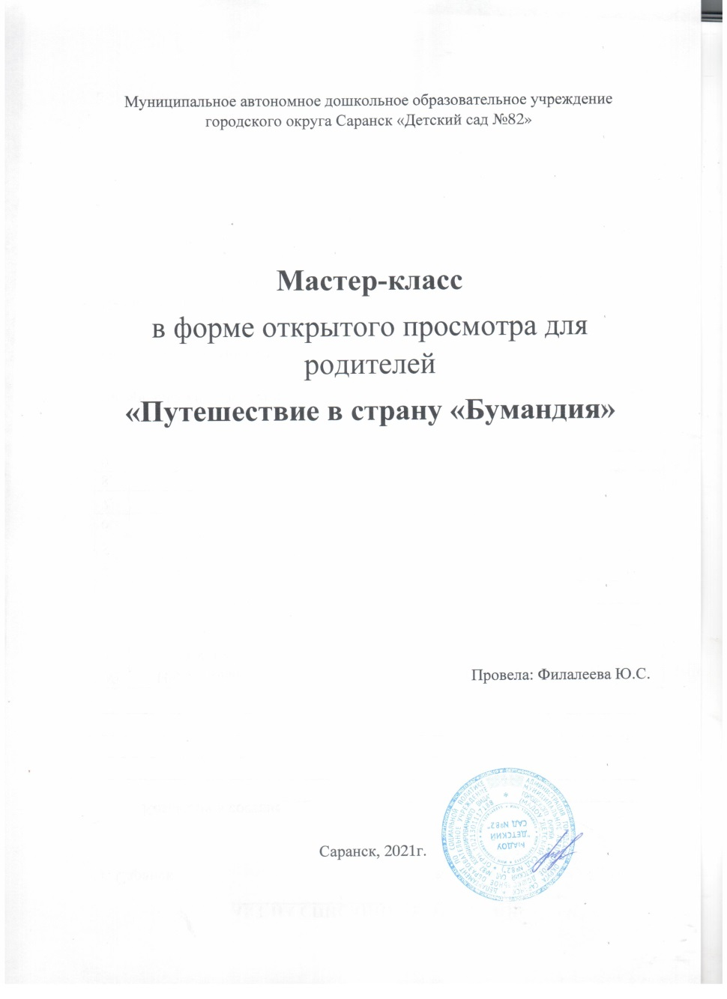 Муниципальное автономное дошкольное образовательное учреждение
городского округа Саранск «Детский сад №82»
Мастер-класс
в форме открытого просмотра для
родителей
«Путешествие в страну «Бумандия»
Провела: Филалеева Ю.С.
Саранск, 2021г.
МАДОУ
"ДЕТСКИЙ
САД №82"